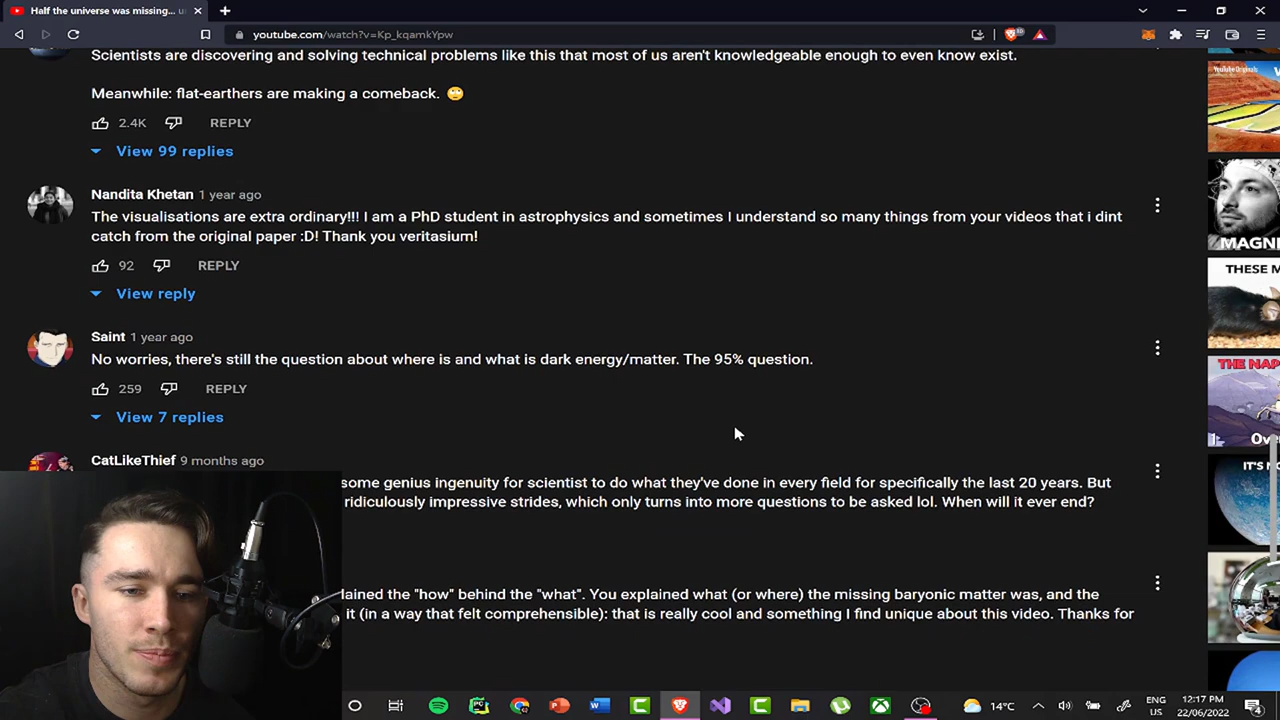 Half the universe was missing... u
youtube.com/watch?v=Kp_kqamkYpw
Scientists are discovering and solving technical problems like this that most of us aren't knowledgeable enough to even know exist.
Meanwhile: flat-earthers are making a comeback. 🙄
2.4K REPLY
View 99 replies
Nandita Khetan 1 year ago
The visualisations are extra ordinary!!! I am a PhD student in astrophysics and sometimes I understand so many things from your videos that i dint
catch from the original paper :D! Thank you veritasium!
92 REPLY
View reply
Saint 1 year ago
No worries, there's still the question about where is and what is dark energy/matter. The 95% question.
259 REPLY
View 7 replies
CatLikeThief 9 months ago
some genius ingenuity for scientist to do what they've done in every field for specifically the last 20 years. But
ridiculously impressive strides, which only turns into more questions to be asked lol. When will it ever end?
lained the "how" behind the "what". You explained what (or where) the missing baryonic matter was, and the
it (in a way that felt comprehensible): that is really cool and something I find unique about this video. Thanks for
YouTube Originals
MAGNE
THESE M
THE NAP
1 Ove
IT'S NO
14°C
ENG
US
12:17 PM
22/06/2022
4